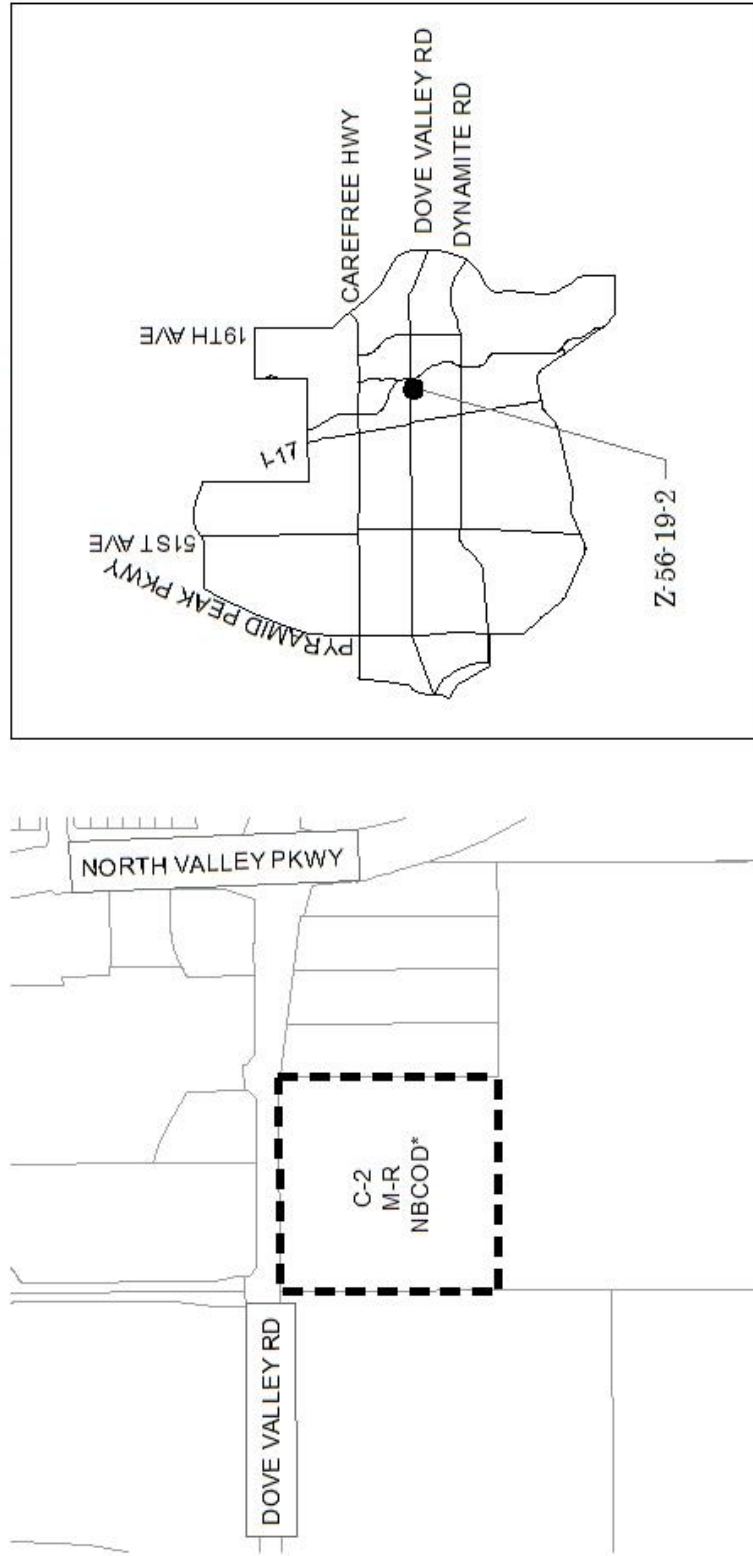 NORTH VALLEY PKWY
DOVE VALLEY RD
C-2
M-R
NBCOD*
19TH AVE
51ST AVE
I-17
PYRAMID PEAK PKWY
CAREFREE HWY
DOVE VALLEY RD
DYNAMITE RD
Z-56-19-2